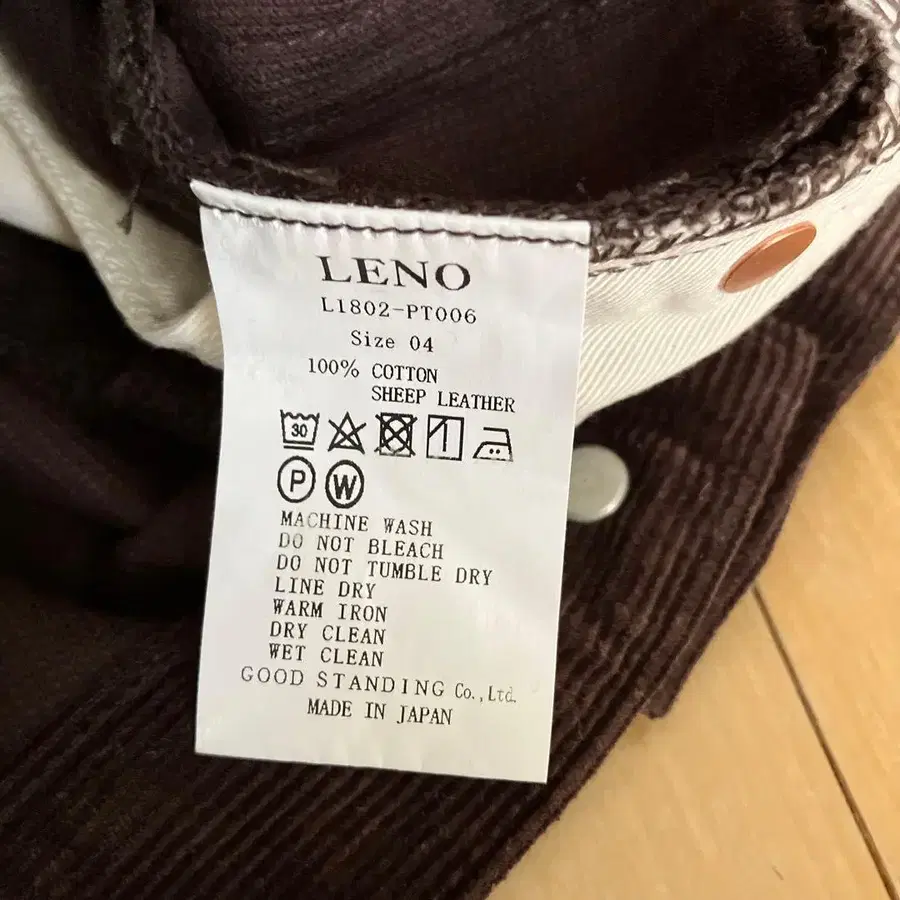 LENO
L1802-PT006
Size 04
100% COTTON
SHEEP LEATHER
30
P W
MACHINE WASH
DO NOT BLEACH
DO NOT TUMBLE DRY
LINE DRY
WARM IRON
DRY CLEAN
WET CLEAN
GOOD STANDING Co.,Ltd.
MADE IN JAPAN